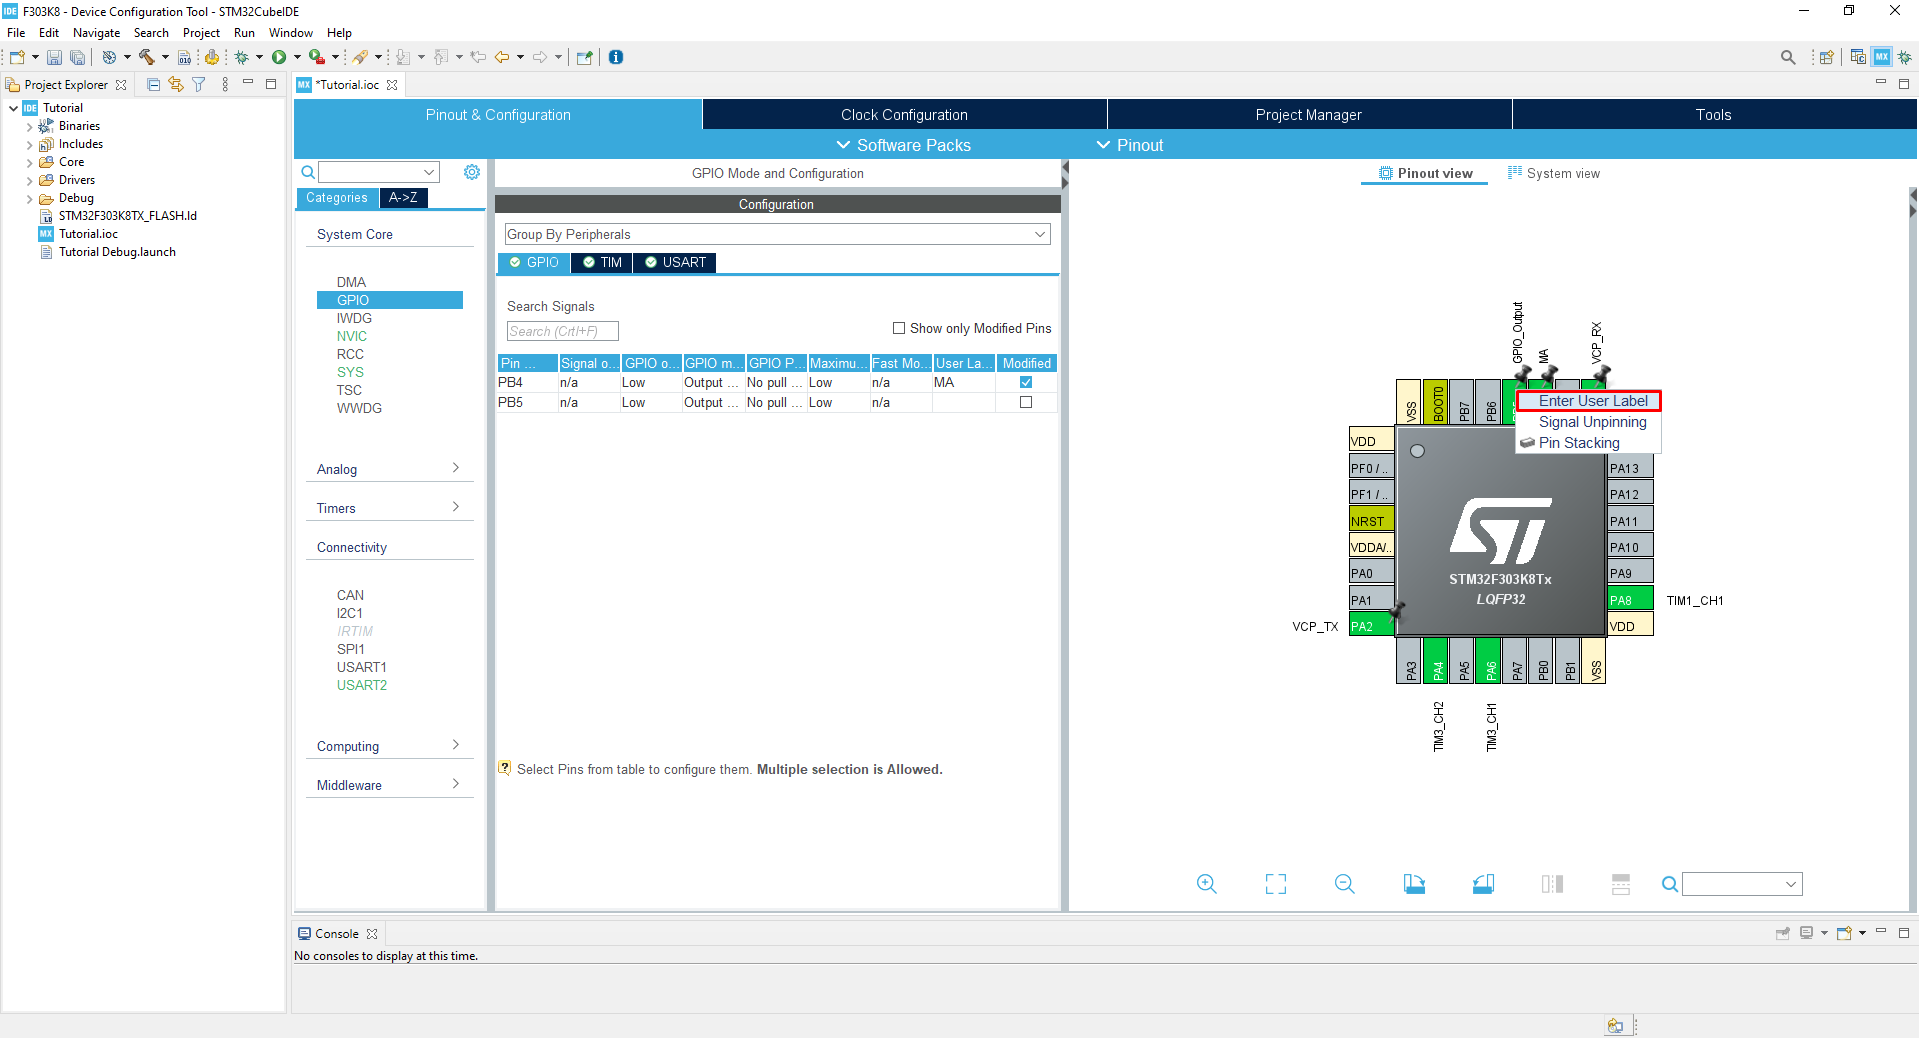 F303K8 - Device Configuration Tool - STM32CubeIDE
File Edit Navigate Search Project Run Window Help
Project Explorer
*Tutorial.ioc
Tutorial
Binaries
Includes
Core
Drivers
Debug
STM32F303K8TX_FLASH.ld
Tutorial.ioc
Tutorial Debug.launch
Pinout & Configuration
Clock Configuration
Project Manager
Tools
Software Packs
Pinout
Categories
A->Z
System Core
DMA
GPIO
IWDG
NVIC
RCC
SYS
TSC
WWDG
Analog
Timers
Connectivity
CAN
I2C1
IRTIM
SPI1
USART1
USART2
Computing
Middleware
GPIO Mode and Configuration
Configuration
Group By Peripherals
GPIO
TIM
USART
Search Signals
Search (Crtl+F)
Show only Modified Pins
Pin ... Signal o... GPIO o... GPIO m... GPIO P... Maximu... Fast Mo... User La... Modified
PB4 n/a Low Output ... No pull ... Low n/a MA
PB5 n/a Low Output ... No pull ... Low n/a
Select Pins from table to configure them. Multiple selection is Allowed.
Pinout view
System view
GPIO_Output
MA
VCP_RX
VSS
BOOT0
PB7
PB6
Enter User Label
Signal Unpinning
Pin Stacking
VDD
PF0 / ..
PF1 / ..
NRST
VDDA/..
PA0
PA1
VCP_TX PA2
STM32F303K8Tx
LQFP32
PA13
PA12
PA11
PA10
PA9
PA8 TIM1_CH1
VDD
PA3
PA4
PA5
PA6
PA7
PB0
PB1
VSS
TIM3_CH2
TIM3_CH1
Console
No consoles to display at this time.